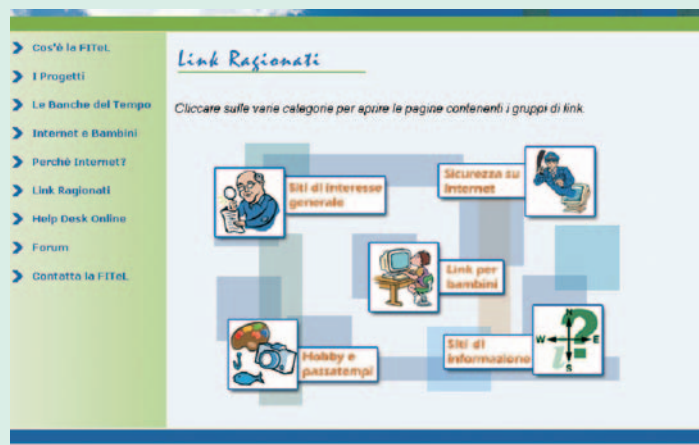 Cos'é la FITeL
I Progetti
Le Banche del Tempo
Internet e Bambini
Perché Internet?
Link Ragionati
Help Desk Online
Forum
Contatta la FITeL
Link Ragionati
Cliccare sulle varie categorie per aprire le pagine contenenti i gruppi di link.
Siti di interesse
generale
Sicurezza su
Internet
Link per
bambini
Hobby e
passatempi
Siti di
informazione
N
W
E
S